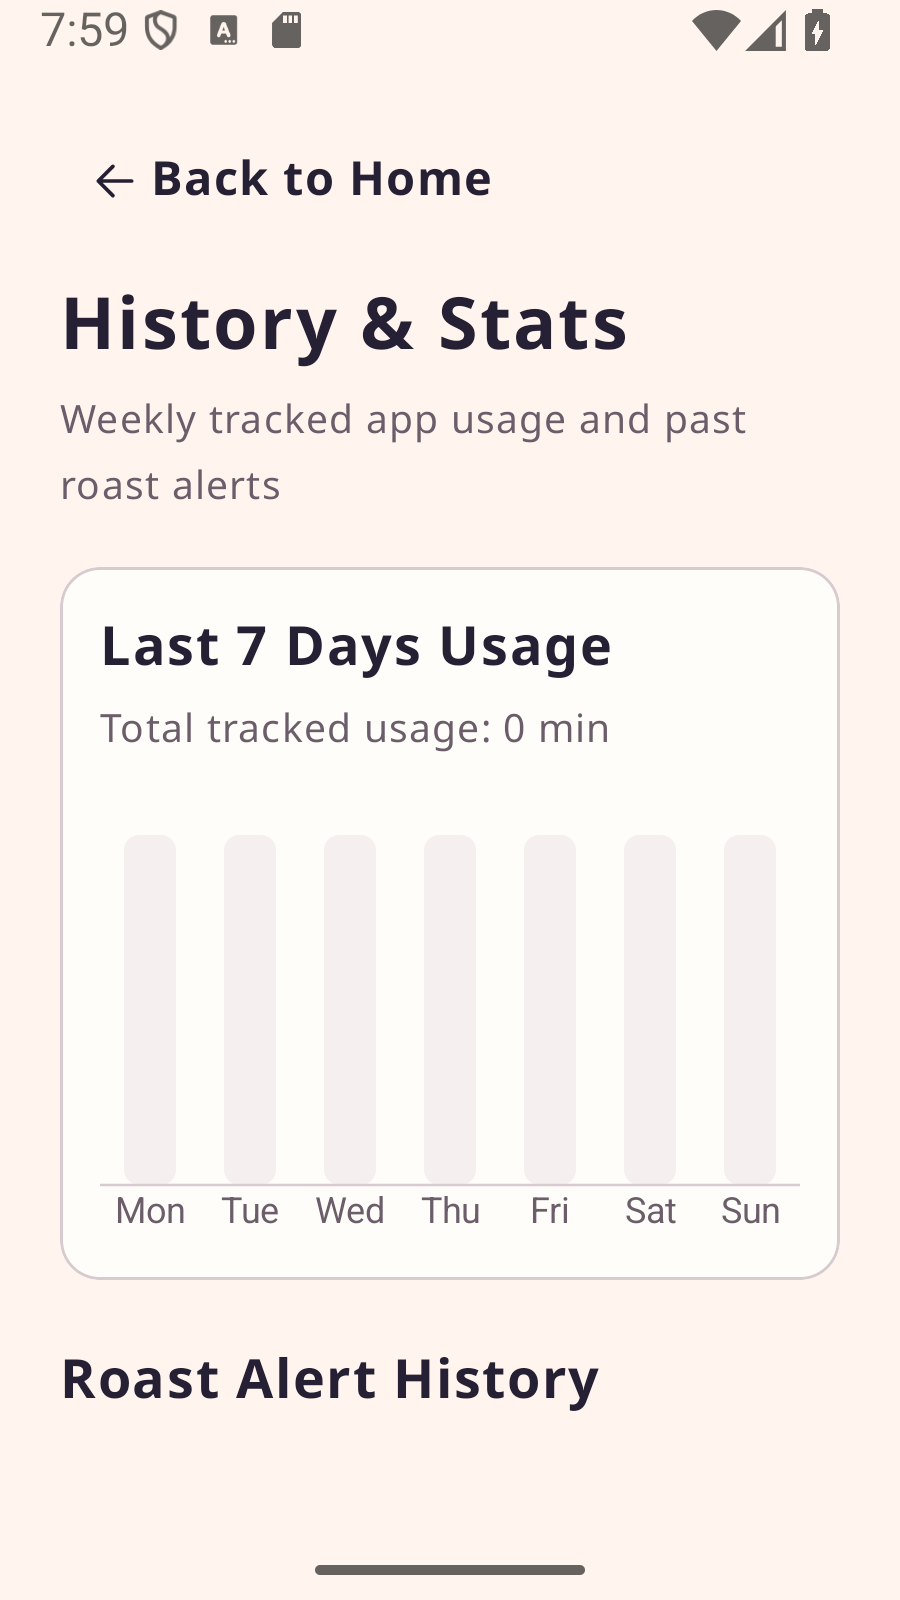 7:59
Back to Home
History & Stats
Weekly tracked app usage and past
roast alerts
Last 7 Days Usage
Total tracked usage: 0 min
Mon Tue Wed Thu Fri Sat Sun
Roast Alert History